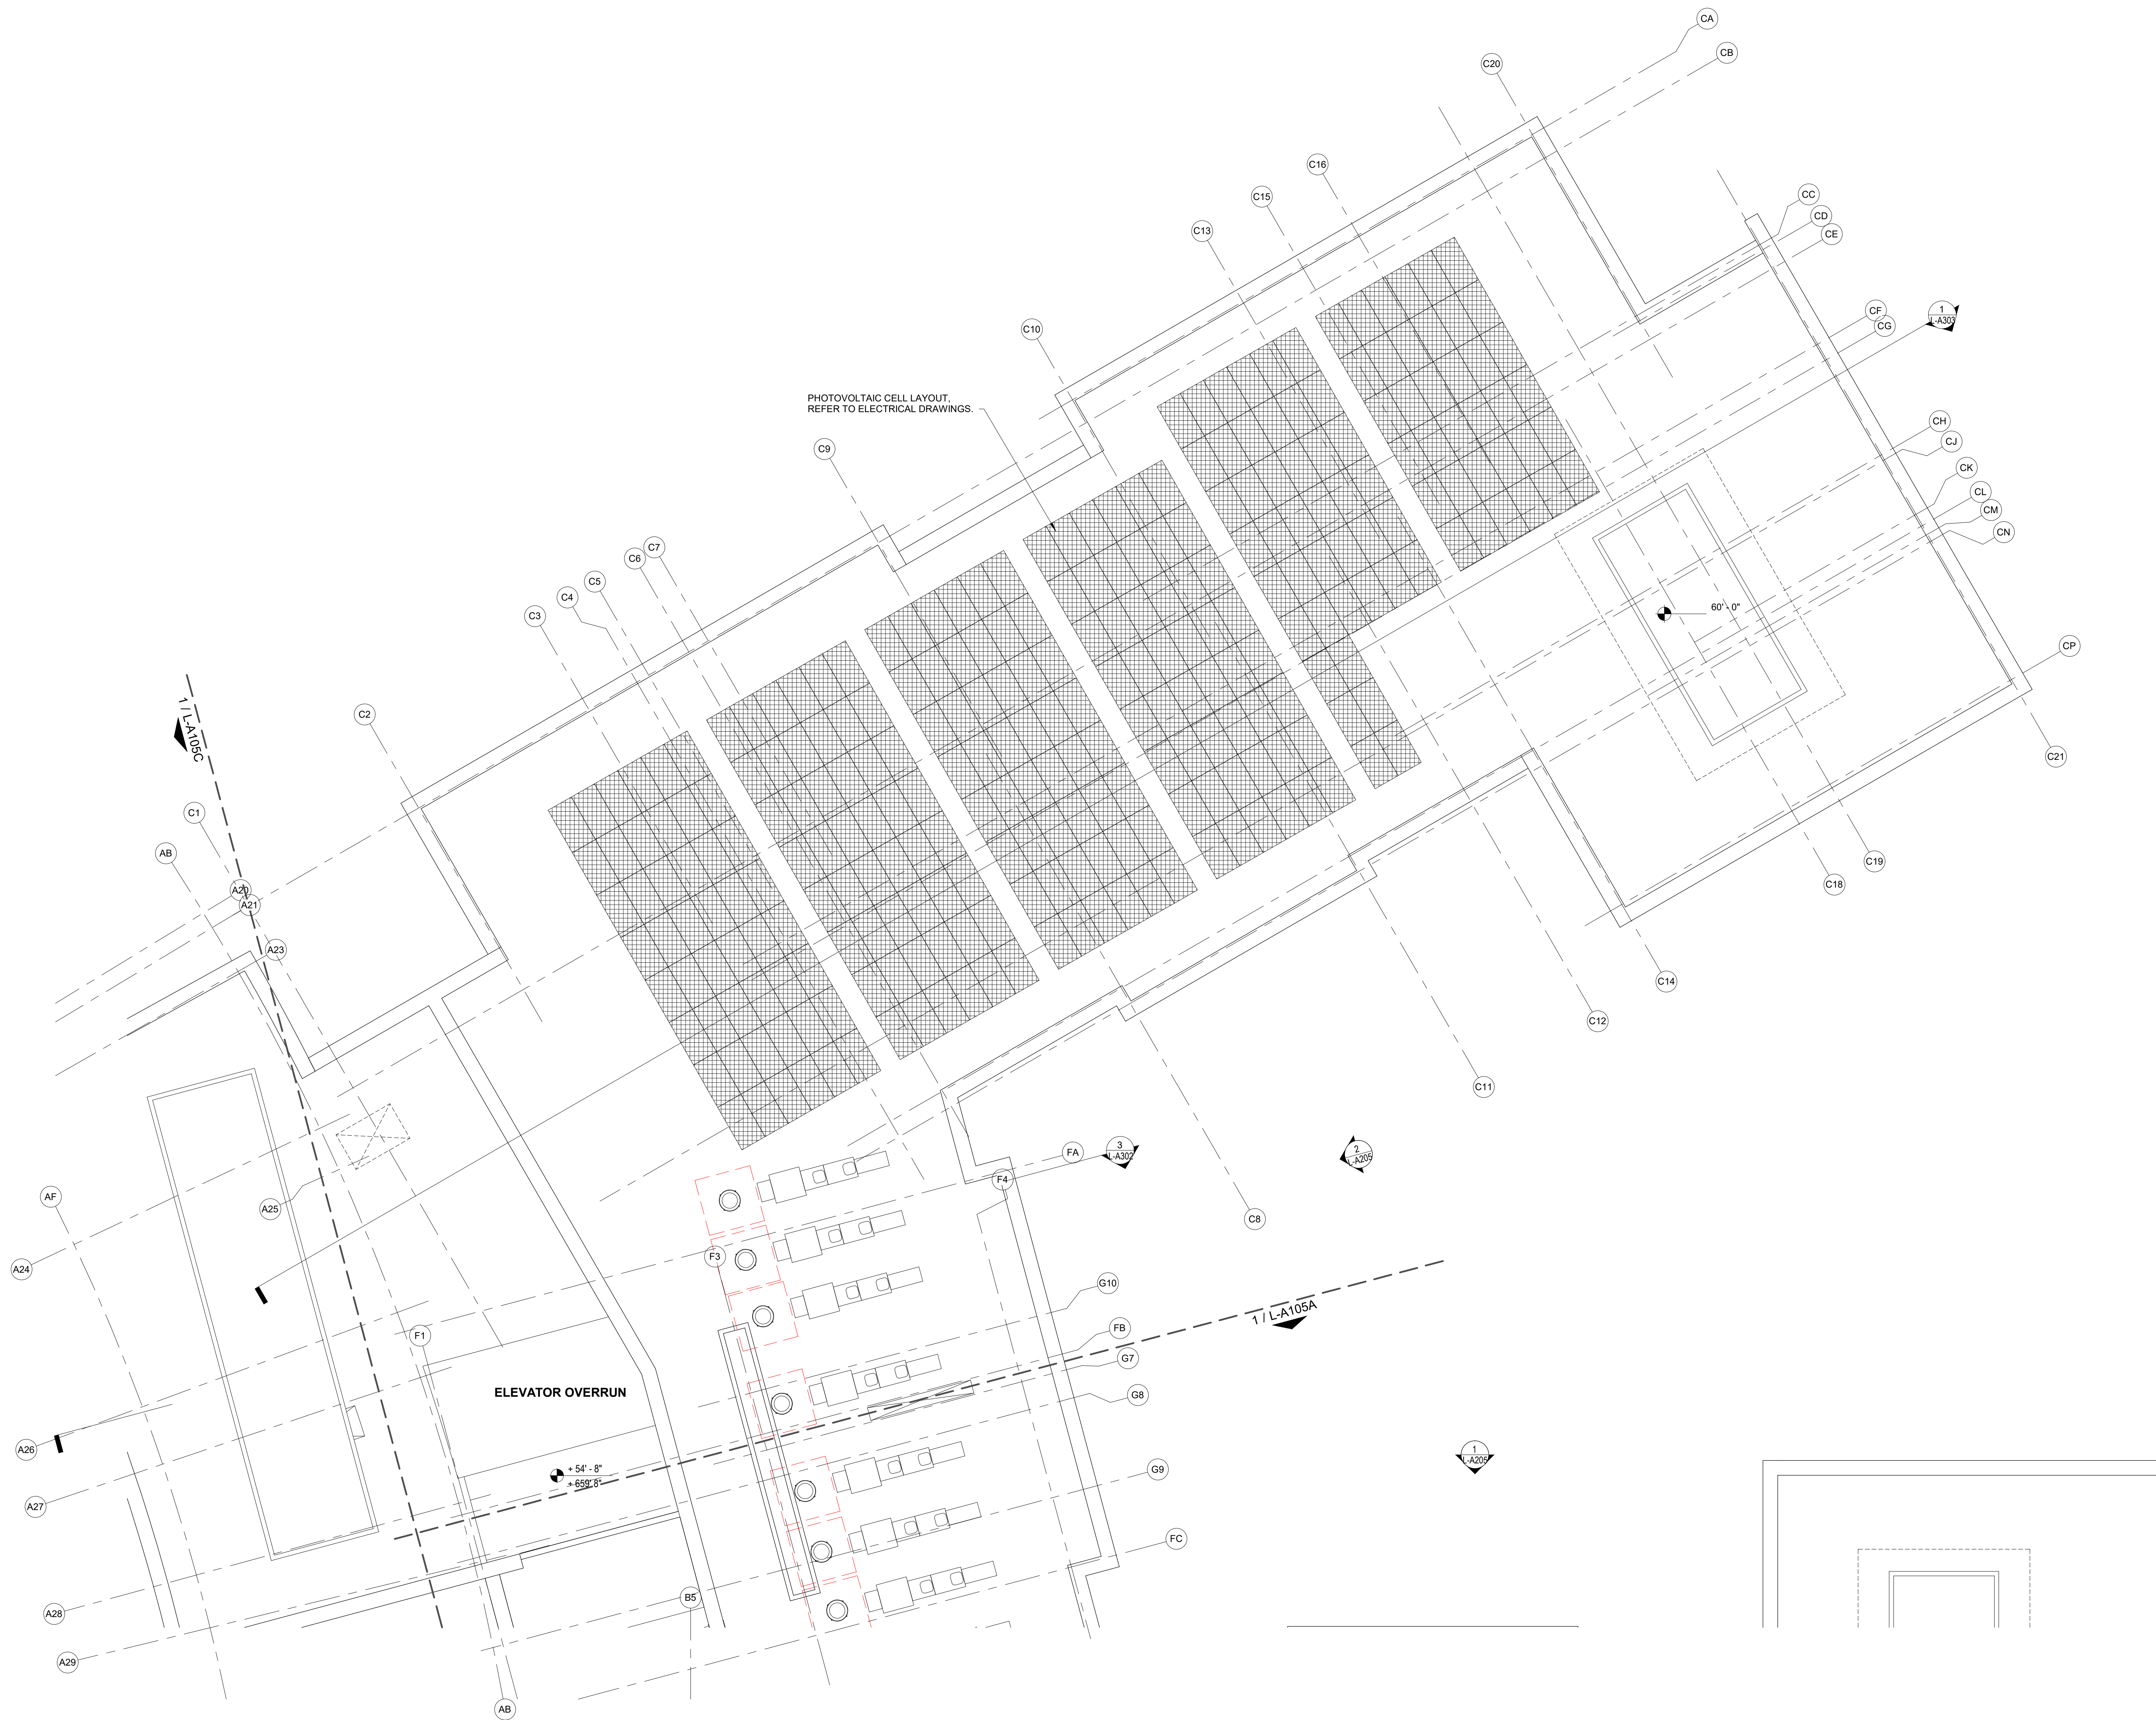 CA
CB
C20
C16
C15
C13
CC
CD
CE
CF
CG
1
L-A303
C10
PHOTOVOLTAIC CELL LAYOUT,
REFER TO ELECTRICAL DRAWINGS.
CH
CJ
C9
CK
CL
CM
CN
C7
C6
C5
C4
C3
60' - 0"
CP
C2
1 / L-A105C
C21
C1
AB
C19
C18
A20
A21
A23
C14
C12
C11
3
L-A302
FA
2
L-A205
F4
AF
A25
C8
A24
F3
G10
1 / L-A105A
F1
FB
G7
ELEVATOR OVERRUN
G8
A26
1
L-A205
+ 54' - 8"
+ 659' 8"
G9
A27
FC
B5
A28
A29
AB